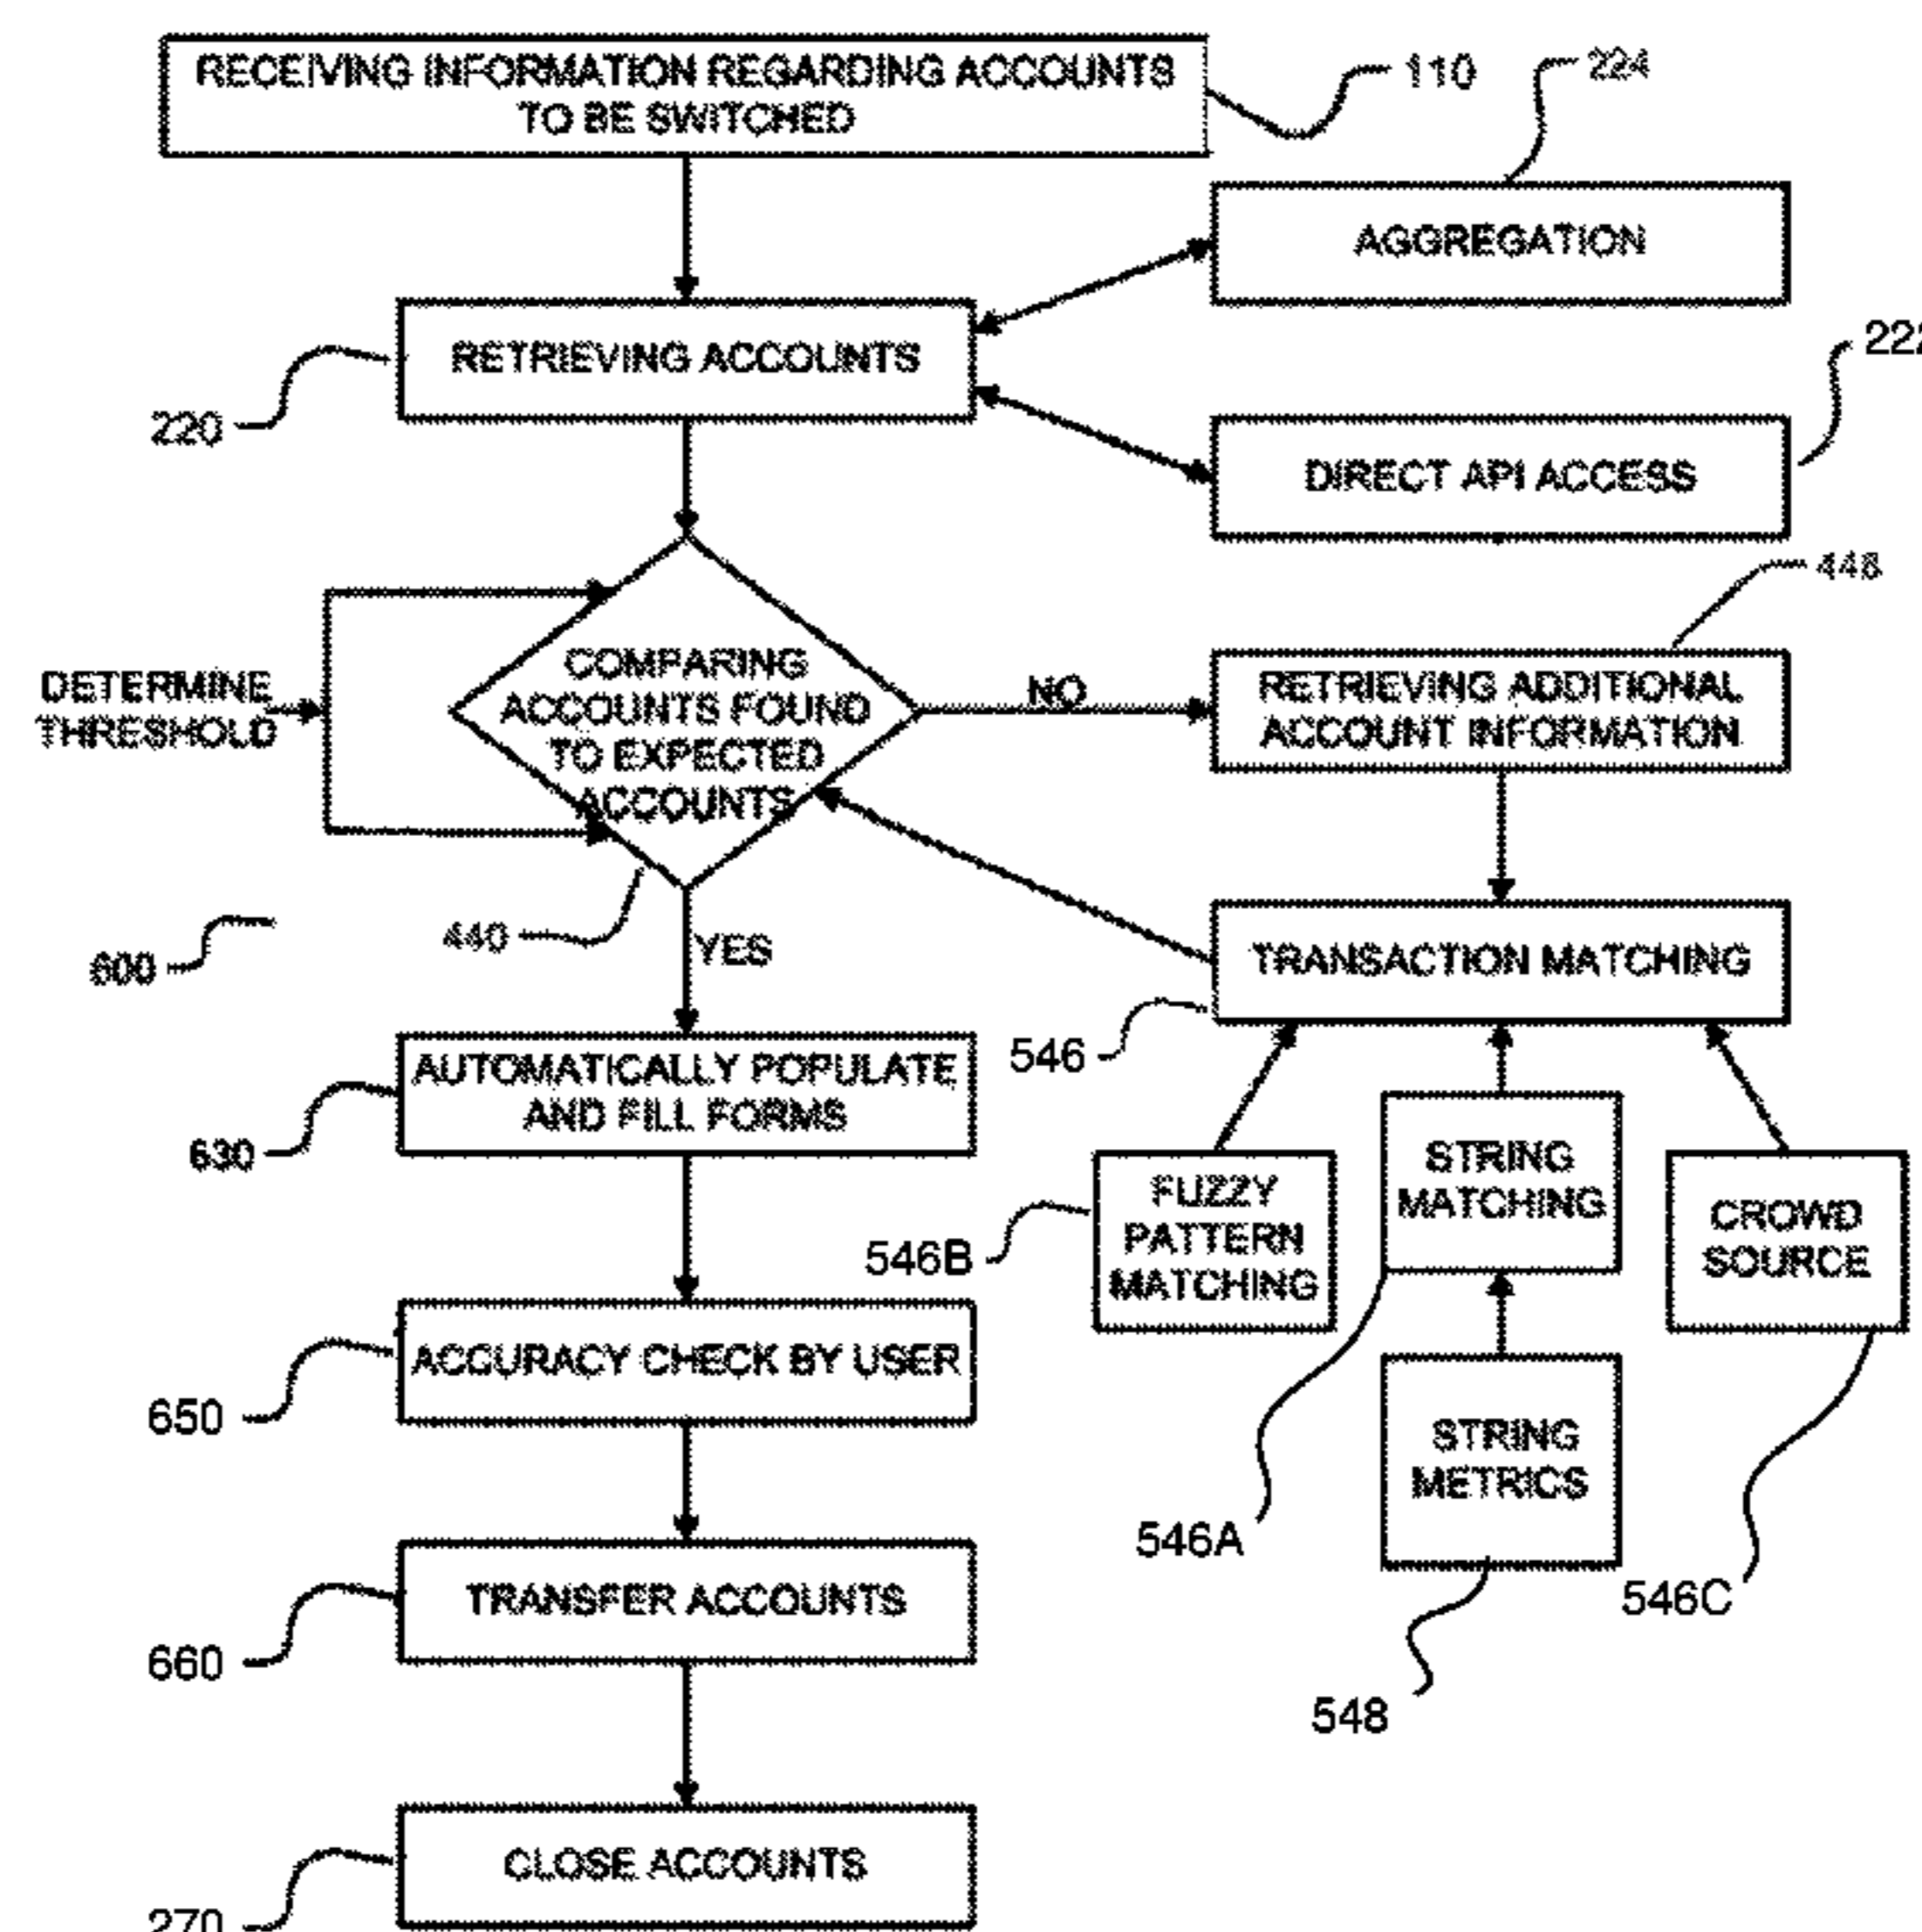 RECEIVING INFORMATION REGARDING ACCOUNTS
TO BE SWITCHED
110
224
AGGREGATION
RETRIEVING ACCOUNTS
220
222
DIRECT API ACCESS
448
DETERMINE
THRESHOLD
COMPARING
ACCOUNTS FOUND
TO EXPECTED
ACCOUNTS
NO
RETRIEVING ADDITIONAL
ACCOUNT INFORMATION
440
YES
600
TRANSACTION MATCHING
546
AUTOMATICALLY POPULATE
AND FILL FORMS
630
FUZZY
PATTERN
MATCHING
546B
STRING
MATCHING
CROWD
SOURCE
ACCURACY CHECK BY USER
650
STRING
METRICS
546A
546C
548
TRANSFER ACCOUNTS
660
CLOSE ACCOUNTS
270